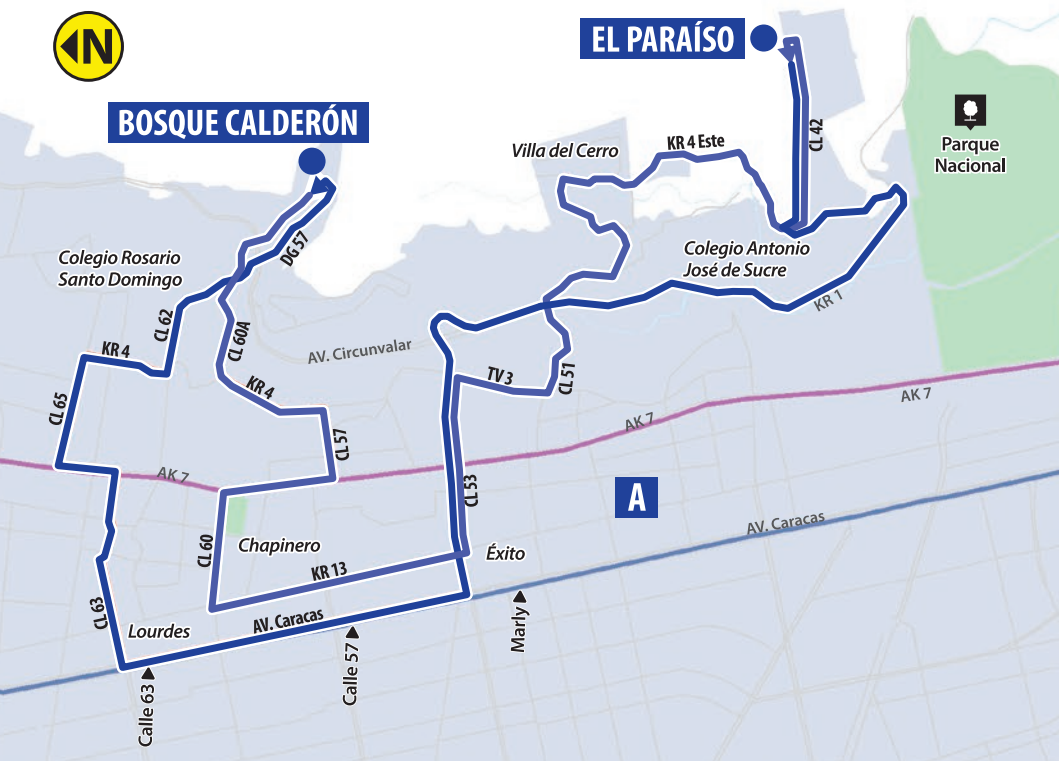 N
EL PARAÍSO
BOSQUE CALDERÓN
Parque
Nacional
Villa del Cerro
KR 4 Este
CL 42
Colegio Rosario
Santo Domingo
DG 57
Colegio Antonio
José de Sucre
KR 1
CL 62
CL 60A
KR 4
AV. Circunvalar
KR 4
TV 3
CL 51
CL 65
CL 57
AK 7
AK 7
AK 7
CL 53
A
AV. Caracas
CL 60
Chapinero
Éxito
KR 13
CL 63
Lourdes
AV. Caracas
Marly
Calle 57
Calle 63